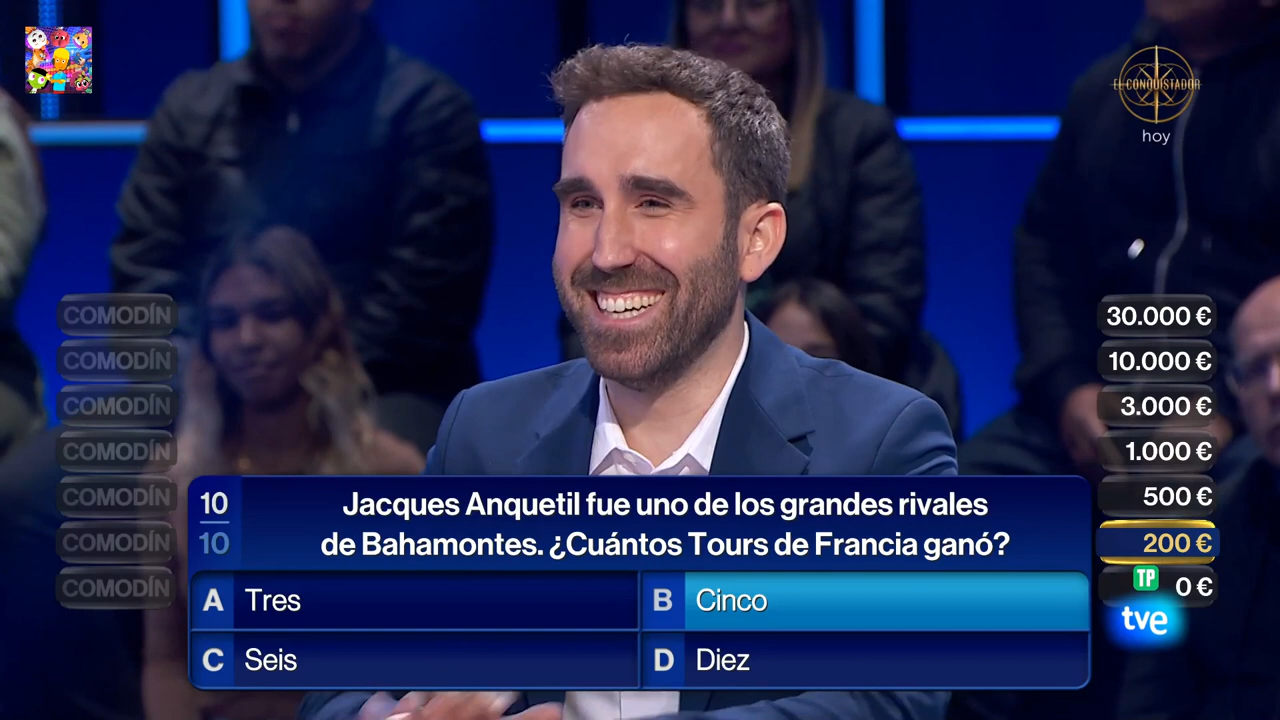 EL CONQUISTADOR
hoy
COMODÍN
COMODÍN
COMODÍN
COMODÍN
COMODÍN
COMODÍN
COMODÍN
30.000 €
10.000 €
3.000 €
1.000 €
500 €
200 €
TP 0 €
tve
10
10
Jacques Anquetil fue uno de los grandes rivales
de Bahamontes. ¿Cuántos Tours de Francia ganó?
A Tres
B Cinco
C Seis
D Diez